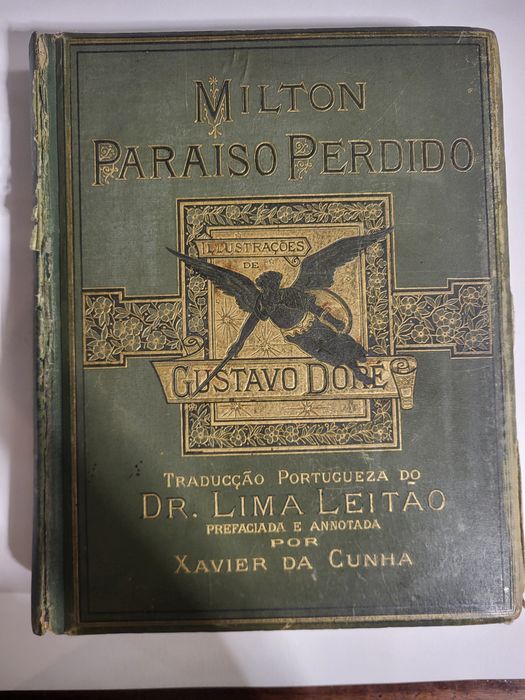 MILTON
PARAISO PERDIDO
ILLUSTRAÇÕES
DE
GUSTAVO DORÉ
TRADUCÇÃO PORTUGUEZA DO
DR. LIMA LEITÃO
PREFACIADA E ANNOTADA
POR
XAVIER DA CUNHA